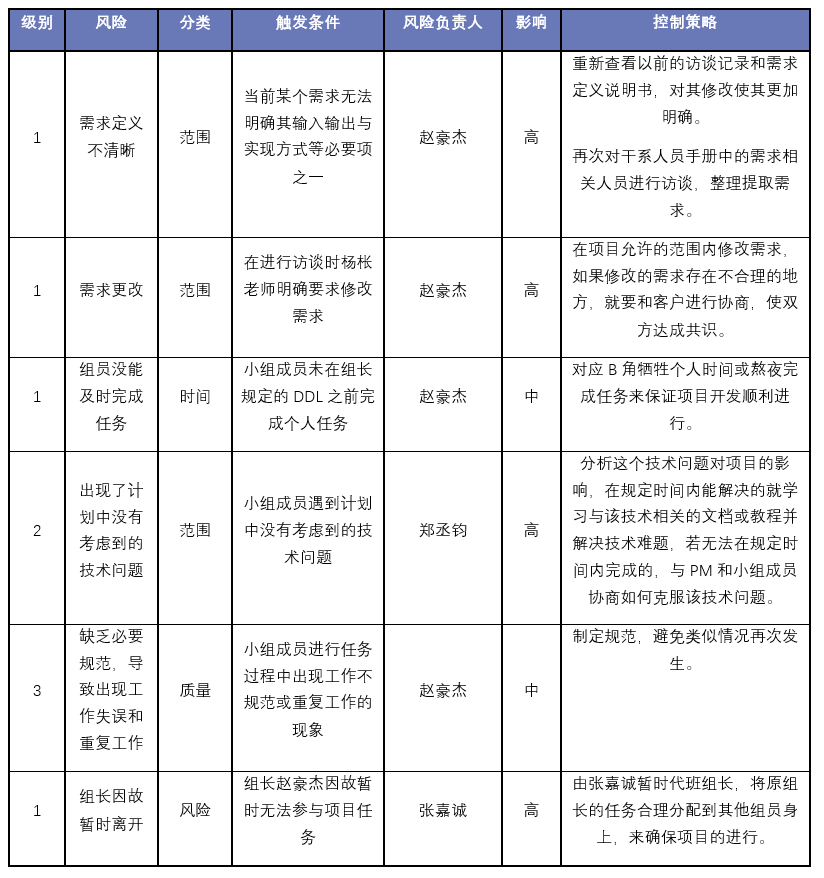 级别 风险 分类 触发条件 风险负责人 影响 控制策略
1
需求定义
不清晰
范围
当前某个需求无法
明确其输入输出与
实现方式等必要项
之一
赵豪杰
高
重新查看以前的访谈记录和需求
定义说明书，对其修改使其更加
明确。
再次对干系人员手册中的需求相
关人员进行访谈，整理提取需
求。
1
需求更改
范围
在进行访谈时杨枨
老师明确要求修改
需求
赵豪杰
高
在项目允许的范围内修改需求，
如果修改的需求存在不合理的地
方，就要和客户进行协商，使双
方达成共识。
1
组员没能
及时完成
任务
时间
小组成员未在组长
规定的 DDL 之前完
成个人任务
赵豪杰
中
对应 B 角牺牲个人时间或熬夜完
成任务来保证项目开发顺利进
行。
2
出现了计
划中没有
考虑到的
技术问题
范围
小组成员遇到计划
中没有考虑到的技
术问题
郑丞钧
高
分析这个技术问题对项目的影
响，在规定时间内能解决的就学
习与该技术相关的文档或教程并
解决技术难题，若无法在规定时
间内完成的，与 PM 和小组成员
协商如何克服该技术问题。
3
缺乏必要
规范，导
致出现工
作失误和
重复工作
质量
小组成员进行任务
过程中出现工作不
规范或重复工作的
现象
赵豪杰
中
制定规范，避免类似情况再次发
生。
1
组长因故
暂时离开
风险
组长赵豪杰因故暂
时无法参与项目任
务
张嘉诚
高
由张嘉诚暂时代班组长，将原组
长的任务合理分配到其他组员身
上，来确保项目的进行。